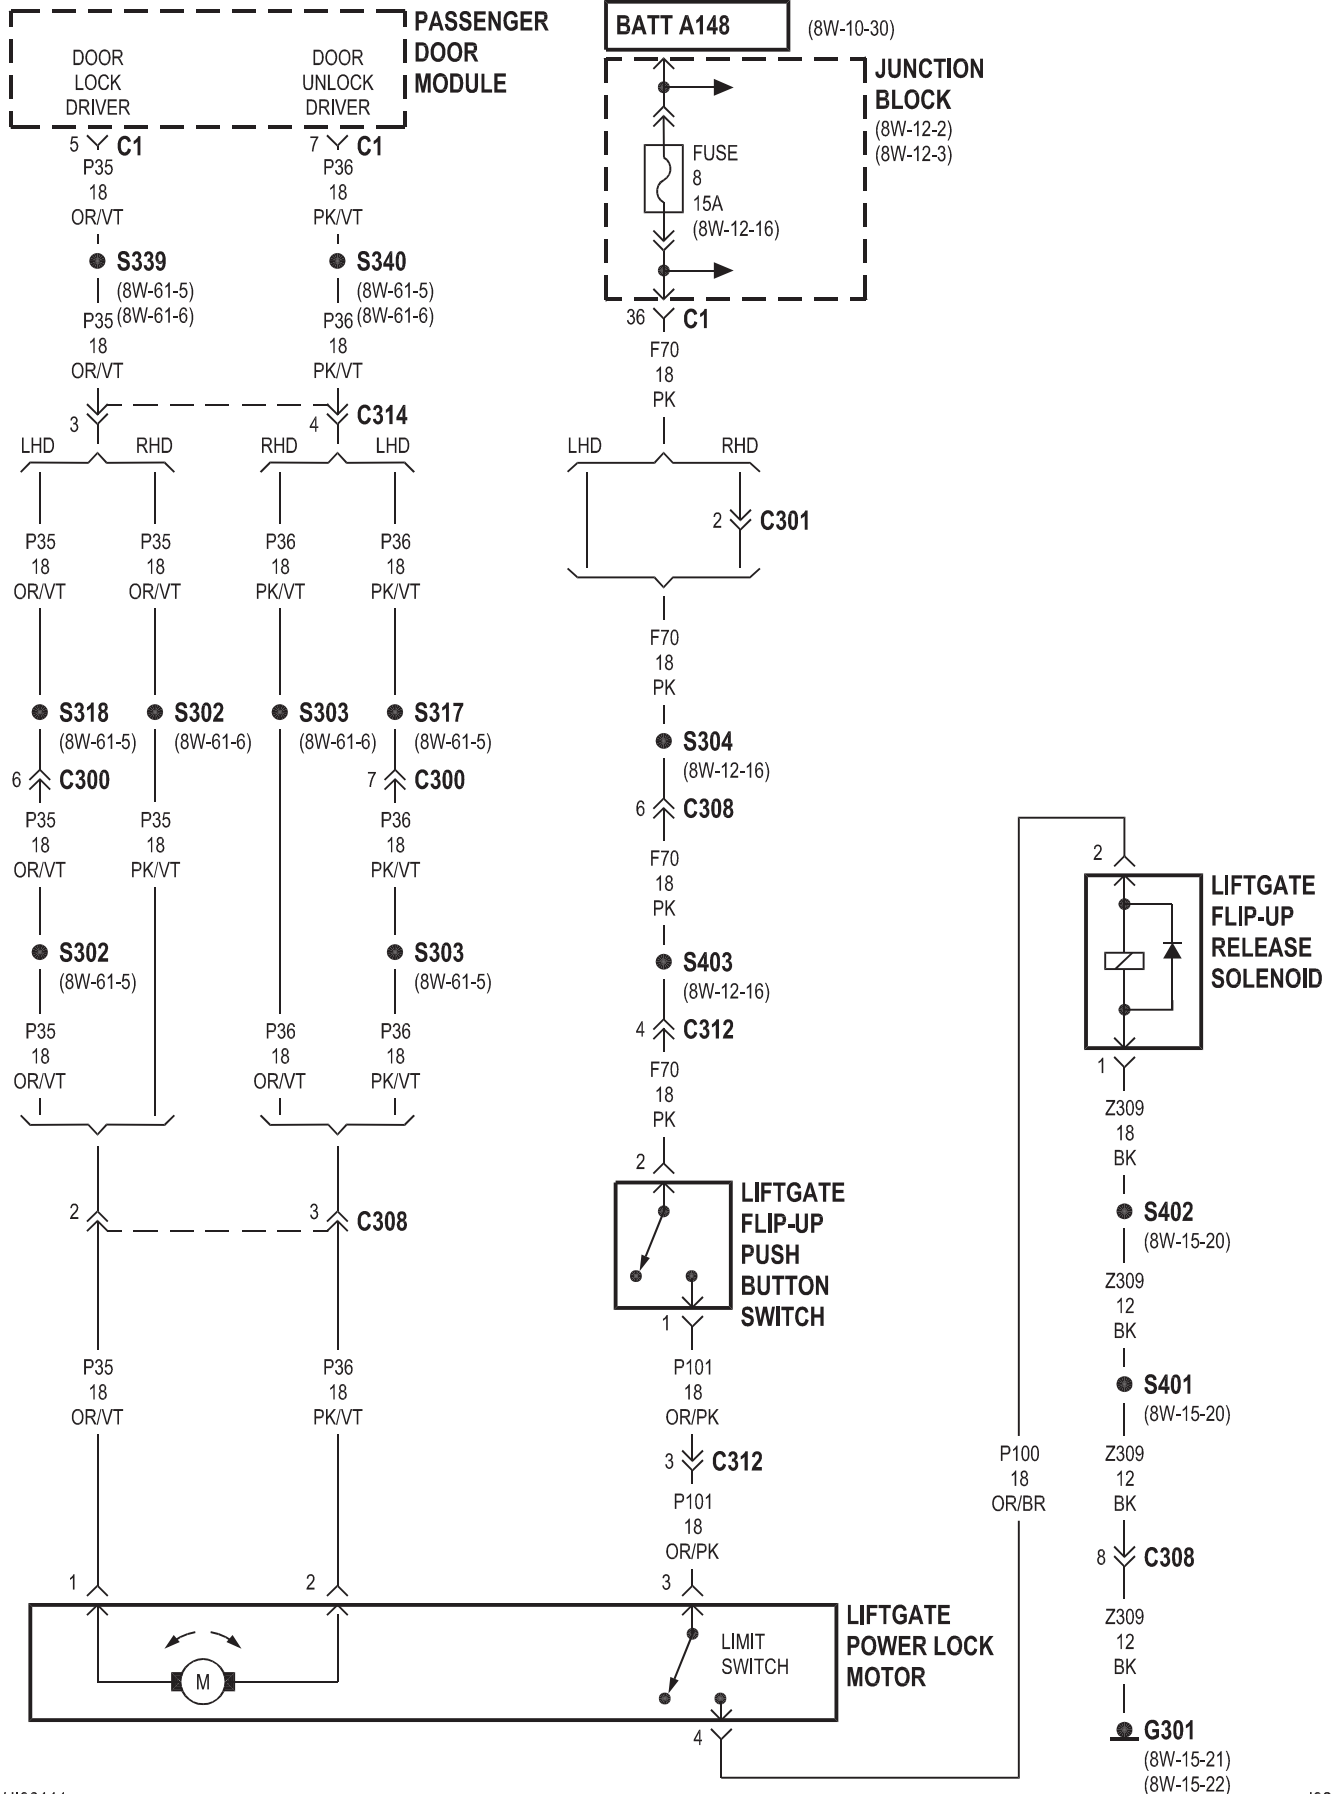 PASSENGER
DOOR
MODULE
DOOR
LOCK
DRIVER
DOOR
UNLOCK
DRIVER
5 C1
7 C1
P35
18
OR/VT
P36
18
PK/VT
S339
(8W-61-5)
(8W-61-6)
S340
(8W-61-5)
(8W-61-6)
P35
18
OR/VT
P36
18
PK/VT
3
4 C314
LHD
RHD
RHD
LHD
P35
18
OR/VT
P35
18
OR/VT
P36
18
PK/VT
P36
18
PK/VT
S318
(8W-61-5)
S302
(8W-61-6)
S303
(8W-61-6)
S317
(8W-61-5)
6 C300
7 C300
P35
18
OR/VT
P35
18
PK/VT
P36
18
PK/VT
S302
(8W-61-5)
S303
(8W-61-5)
P35
18
OR/VT
P36
18
OR/VT
P36
18
PK/VT
2
3 C308
P35
18
OR/VT
P36
18
PK/VT
1
2
M
BATT A148
(8W-10-30)
JUNCTION
BLOCK
(8W-12-2)
(8W-12-3)
FUSE
8
15A
(8W-12-16)
36 C1
F70
18
PK
LHD
RHD
2 C301
F70
18
PK
S304
(8W-12-16)
6 C308
F70
18
PK
S403
(8W-12-16)
4 C312
F70
18
PK
2
LIFTGATE
FLIP-UP
PUSH
BUTTON
SWITCH
1
P101
18
OR/PK
3 C312
P101
18
OR/PK
3
LIMIT
SWITCH
LIFTGATE
POWER LOCK
MOTOR
4
P100
18
OR/BR
2
LIFTGATE
FLIP-UP
RELEASE
SOLENOID
1
Z309
18
BK
S402
(8W-15-20)
Z309
12
BK
S401
(8W-15-20)
Z309
12
BK
8 C308
Z309
12
BK
G301
(8W-15-21)
(8W-15-22)